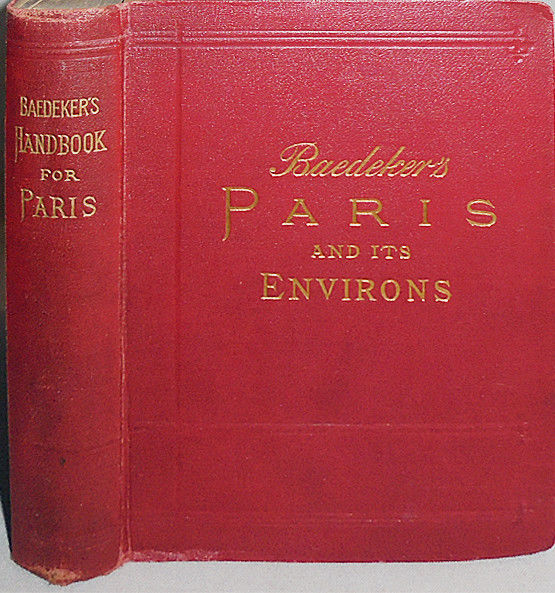 BAEDEKER'S
HANDBOOK
FOR
PARIS
Baedeker's
PARIS
AND ITS
ENVIRONS